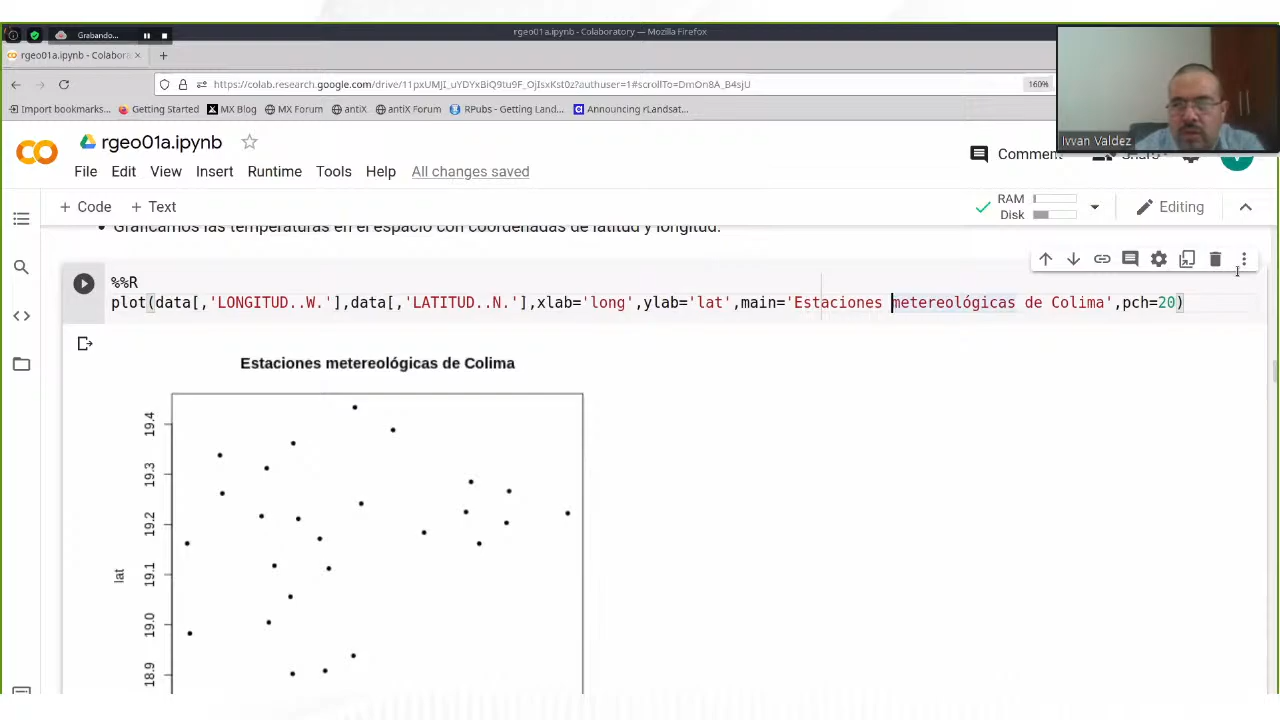 Grabando...
rgeo01a.ipynb - Colaboratory — Mozilla Firefox
rgeo01a.ipynb - Colabora
https://colab.research.google.com/drive/11pxUMJI_uYDYxBiQ9tu9F_OjIsxKst0z?authuser=1#scrollTo=DmOn8A_B4sjU
160%
Import bookmarks... Getting Started MX Blog MX Forum antiX antiX Forum RPubs - Getting Land... Announcing rLandsat...
Ivvan Valdez
rgeo01a.ipynb
Comment
File Edit View Insert Runtime Tools Help All changes saved
+ Code + Text
RAM
Disk
Editing
• Graficamos las temperaturas en el espacio con coordenadas de latitud y longitud.
%%R
plot(data[,'LONGITUD..W.'],data[,'LATITUD..N.'],xlab='long',ylab='lat',main='Estaciones metereológicas de Colima',pch=20)
Estaciones metereológicas de Colima
19.4
19.3
19.2
19.1
19.0
18.9
lat